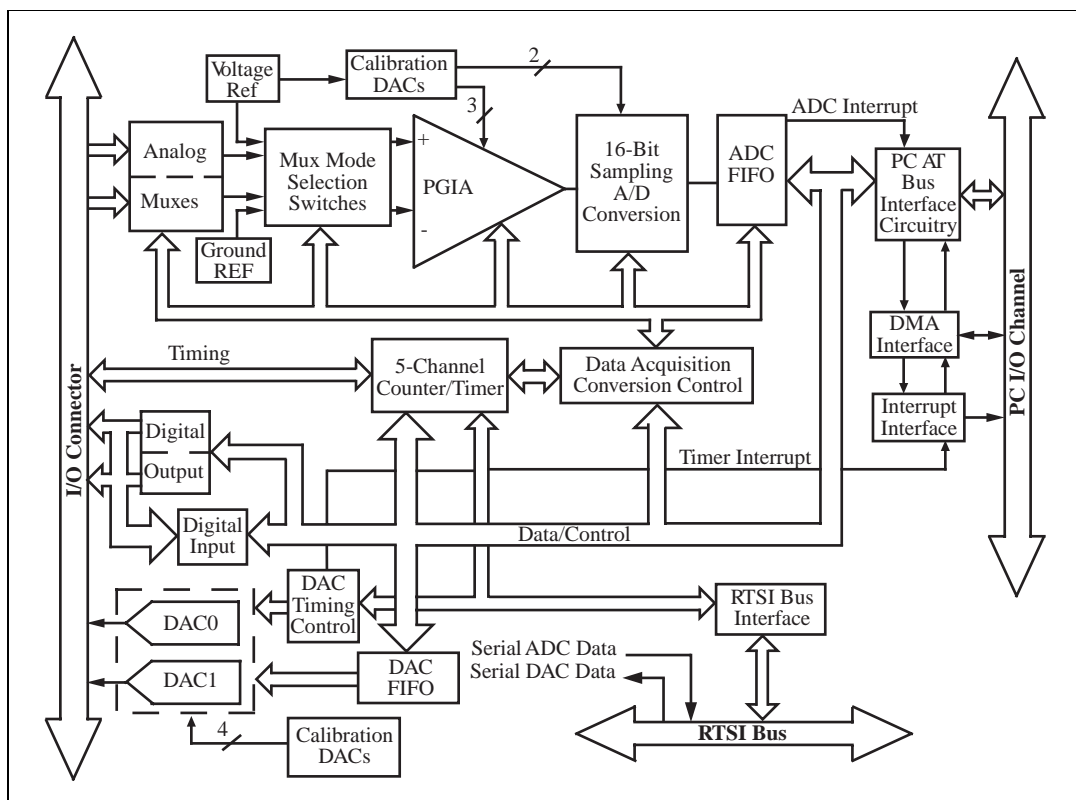 Voltage
Ref
Calibration
DACs
2
3
ADC Interrupt
Analog
Muxes
Mux Mode
Selection
Switches
+
PGIA
-
16-Bit
Sampling
A/D
Conversion
ADC
FIFO
PC AT
Bus
Interface
Circuitry
Ground
REF
DMA
Interface
Timing
5-Channel
Counter/Timer
Data Acquisition
Conversion Control
Interrupt
Interface
I/O Connector
PC I/O Channel
Digital
Output
Timer Interrupt
Digital
Input
Data/Control
DAC
Timing
Control
DAC0
RTSI Bus
Interface
DAC1
DAC
FIFO
Serial ADC Data
Serial DAC Data
4
Calibration
DACs
RTSI Bus